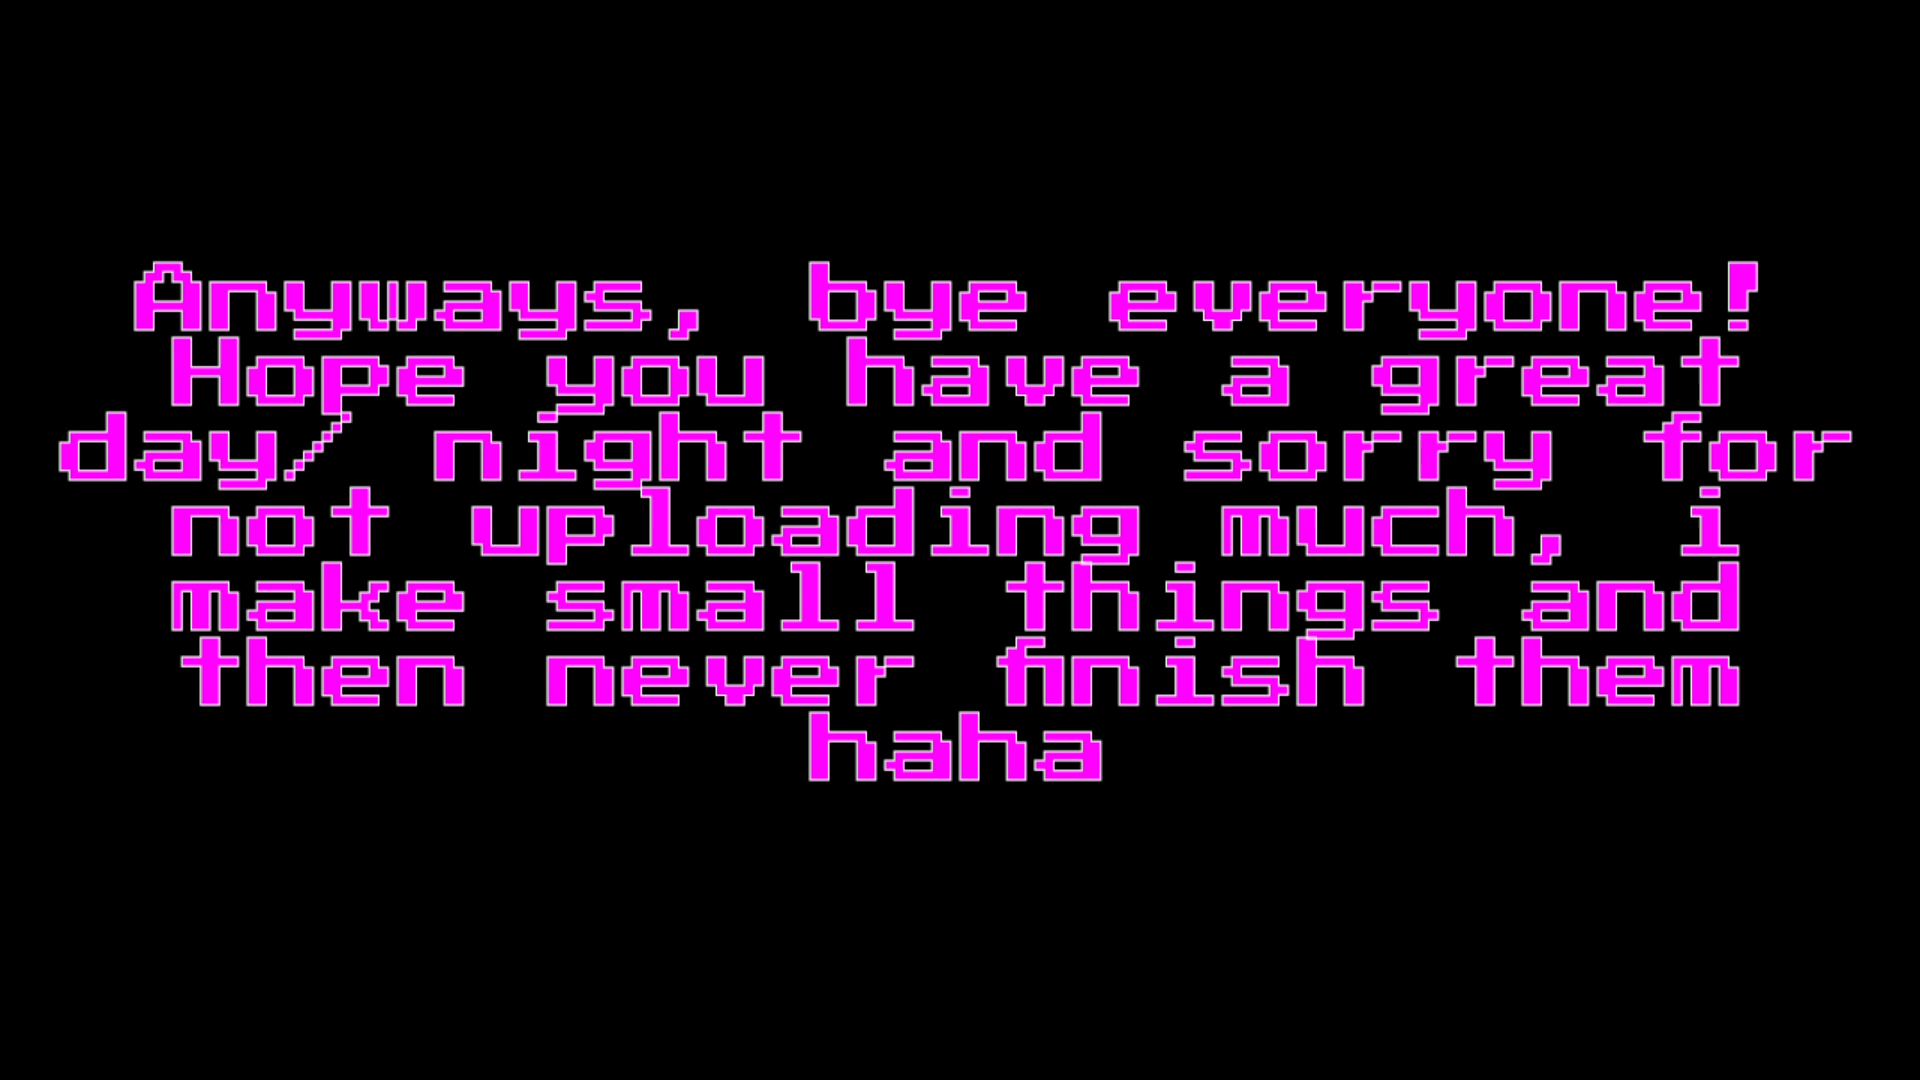 Anyways, bye everyone!
Hope you have a great
day/ night and sorry for
not uploading much, i
make small things and
then never finish them
haha